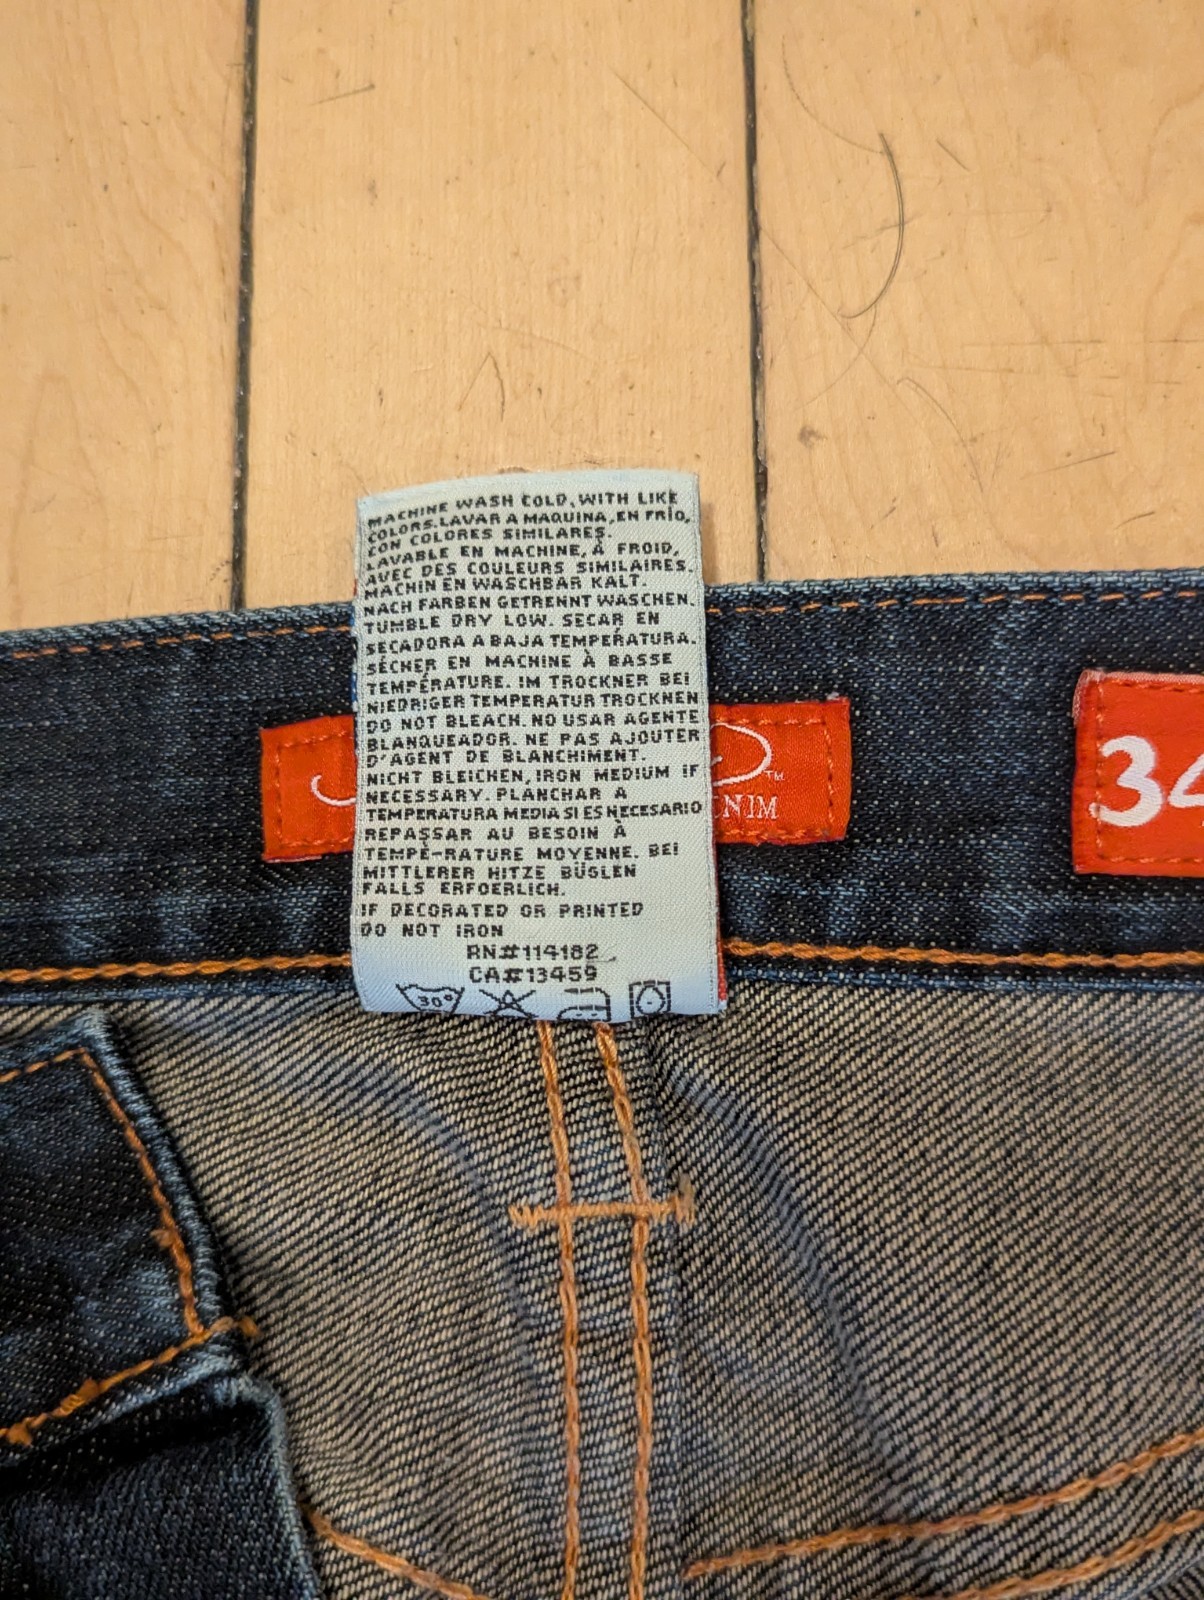 MACHINE WASH COLD, WITH LIKE
COLORS. LAVAR A MAQUINA, EN FRÍO,
CON COLORES SIMILARES.
LAVABLE EN MACHINE, À FROID,
AVEC DES COULEURS SIMILAIRES.
MACHIN EN WASCHBAR KALT.
NACH FARBEN GETRENNT WASCHEN.
TUMBLE DRY LOW. SECAR EN
SECADORA A BAJA TEMPERATURA.
SÉCHER EN MACHINE À BASSE
TEMPÉRATURE. IM TROCKNER BEI
NIEDRIGER TEMPERATUR TROCKNEN
DO NOT BLEACH. NO USAR AGENTE
BLANQUEADOR. NE PAS AJOUTER
D'AGENT DE BLANCHIMENT.
NICHT BLEICHEN, IRON MEDIUM IF
NECESSARY. PLANCHAR A
TEMPERATURA MEDIA SI ES NECESARIO
REPASSAR AU BESOIN À
TEMPÉ-RATURE MOYENNE. BEI
MITTLERER HITZE BÜGLEN
FALLS ERFOERLICH.
IF DECORATED OR PRINTED
DO NOT IRON
RN#114182
CA#13459
30°
TM
NIM
34